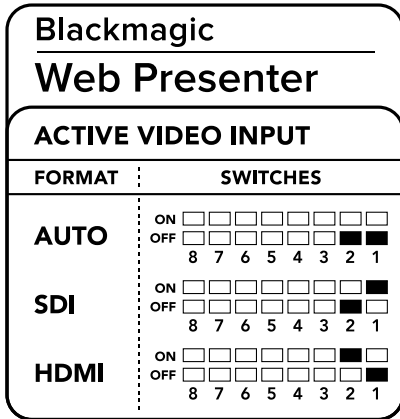 Blackmagic
Web Presenter
ACTIVE VIDEO INPUT
FORMAT SWITCHES
AUTO
ON
OFF
8 7 6 5 4 3 2 1
SDI
ON
OFF
8 7 6 5 4 3 2 1
HDMI
ON
OFF
8 7 6 5 4 3 2 1